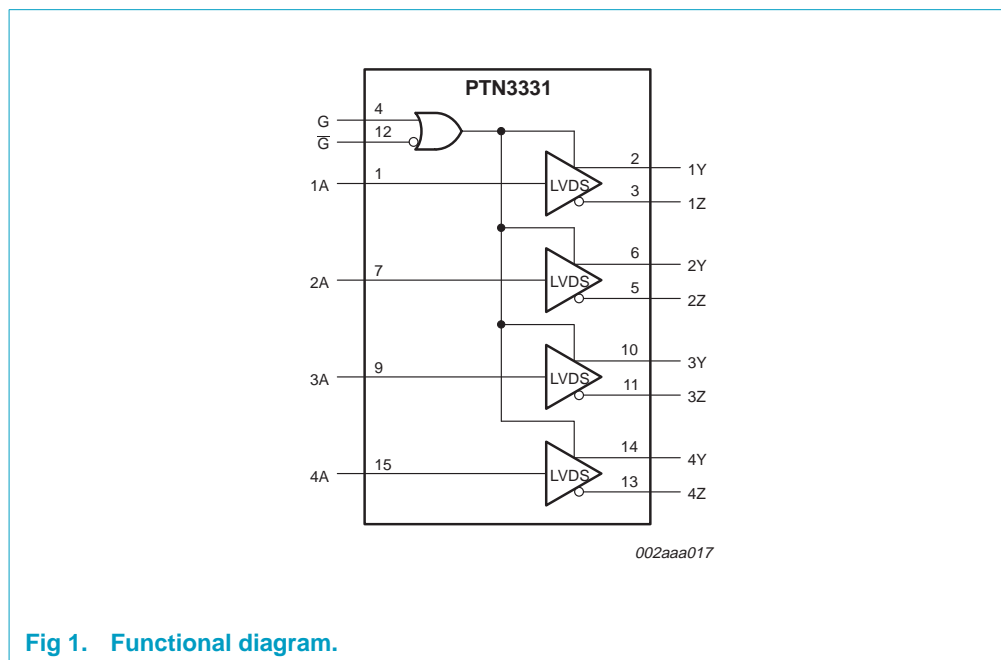 PTN3331
G 4
G̅ 12
1A 1
LVDS
2 1Y
3 1Z
2A 7
LVDS
6 2Y
5 2Z
3A 9
LVDS
10 3Y
11 3Z
4A 15
LVDS
14 4Y
13 4Z
002aaa017
Fig 1. Functional diagram.